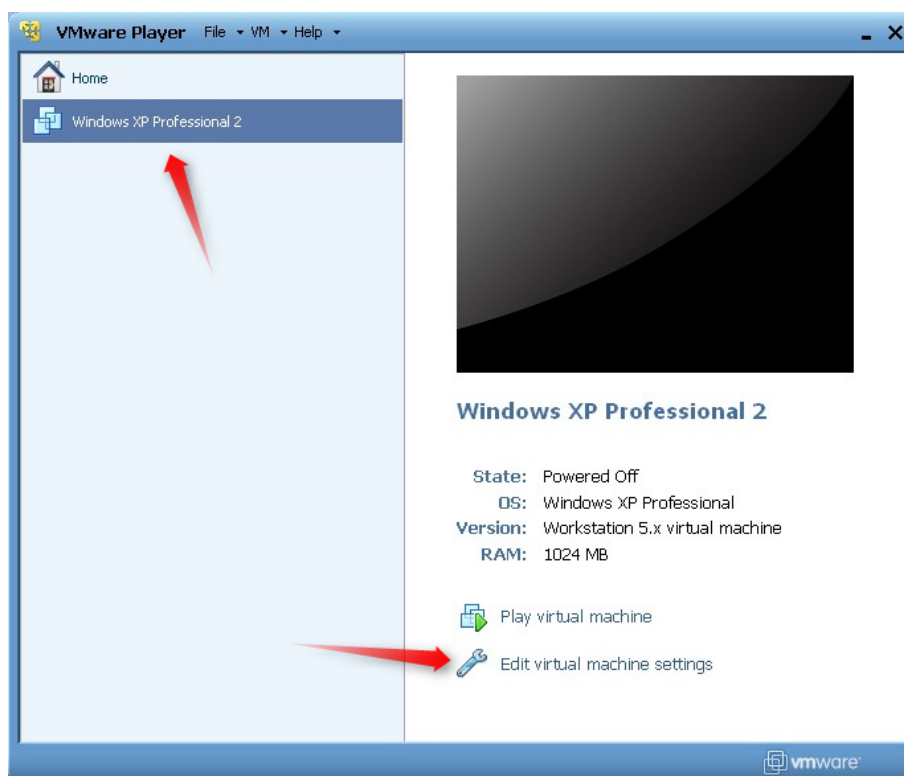 VMware Player File VM Help
Home
Windows XP Professional 2
Windows XP Professional 2
State: Powered Off
OS: Windows XP Professional
Version: Workstation 5.x virtual machine
RAM: 1024 MB
Play virtual machine
Edit virtual machine settings
vmware